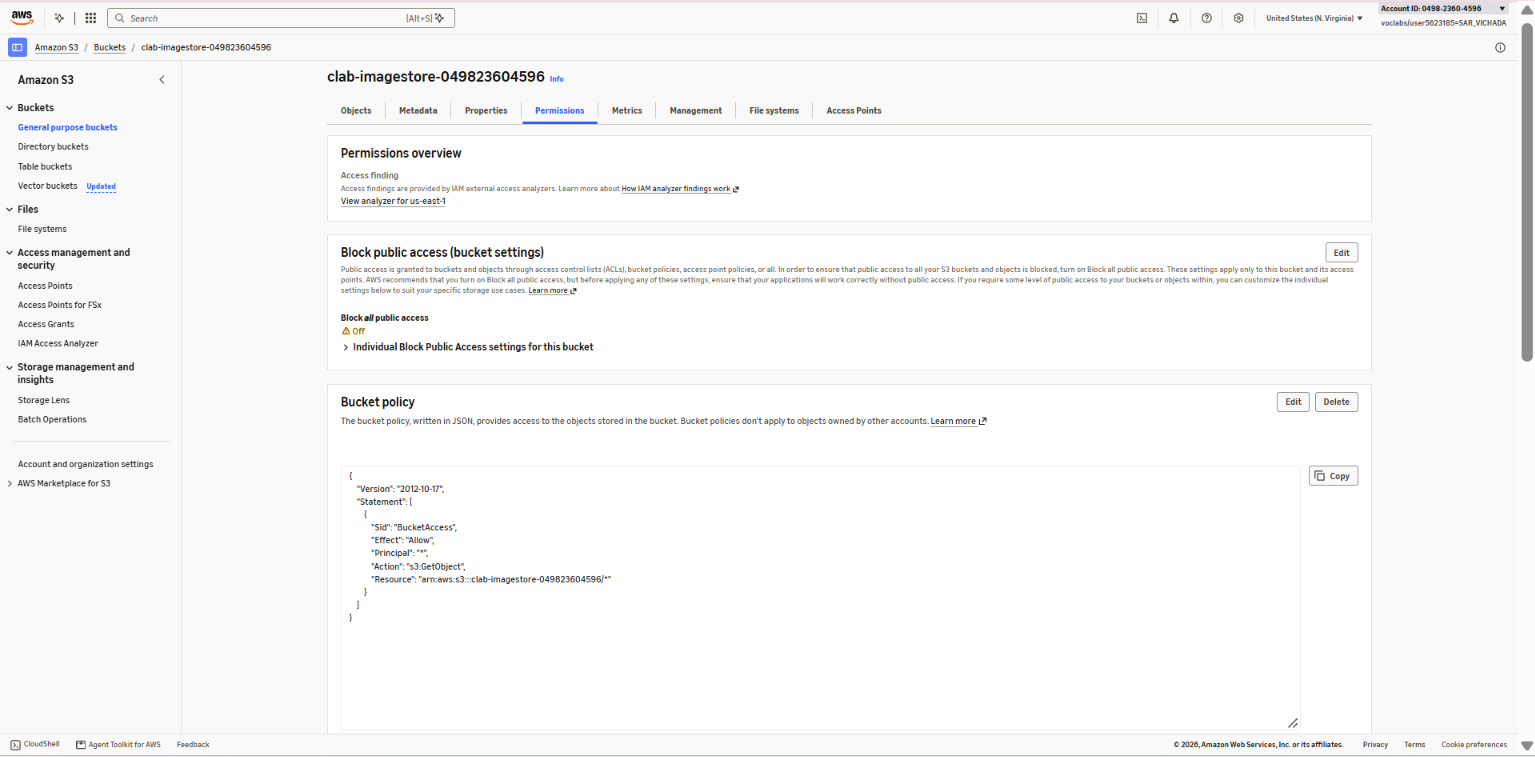 aws
Search
[Alt+S]
United States (N. Virginia)
Account ID: 0498-2360-4596
voclabs/user5623185=SAR_VICHADA
Amazon S3 / Buckets / clab-imagestore-049823604596
Amazon S3
Buckets
General purpose buckets
Directory buckets
Table buckets
Vector buckets Updated
Files
File systems
Access management and
security
Access Points
Access Points for FSx
Access Grants
IAM Access Analyzer
Storage management and
insights
Storage Lens
Batch Operations
Account and organization settings
AWS Marketplace for S3
clab-imagestore-049823604596 Info
Objects Metadata Properties Permissions Metrics Management File systems Access Points
Permissions overview
Access finding
Access findings are provided by IAM external access analyzers. Learn more about How IAM analyzer findings work
View analyzer for us-east-1
Block public access (bucket settings)
Edit
Public access is granted to buckets and objects through access control lists (ACLs), bucket policies, access point policies, or all. In order to ensure that public access to all your S3 buckets and objects is blocked, turn on Block all public access. These settings apply only to this bucket and its access
points. AWS recommends that you turn on Block all public access, but before applying any of these settings, ensure that your applications will work correctly without public access. If you require some level of public access to your buckets or objects within, you can customize the individual
settings below to suit your specific storage use cases. Learn more
Block all public access
Off
Individual Block Public Access settings for this bucket
Bucket policy
Edit
Delete
The bucket policy, written in JSON, provides access to the objects stored in the bucket. Bucket policies don't apply to objects owned by other accounts. Learn more
Copy
{
"Version": "2012-10-17",
"Statement": [
{
"Sid": "BucketAccess",
"Effect": "Allow",
"Principal": "*",
"Action": "s3:GetObject",
"Resource": "arn:aws:s3:::clab-imagestore-049823604596/*"
}
]
}
CloudShell Agent Toolkit for AWS Feedback
© 2026, Amazon Web Services, Inc. or its affiliates. Privacy Terms Cookie preferences